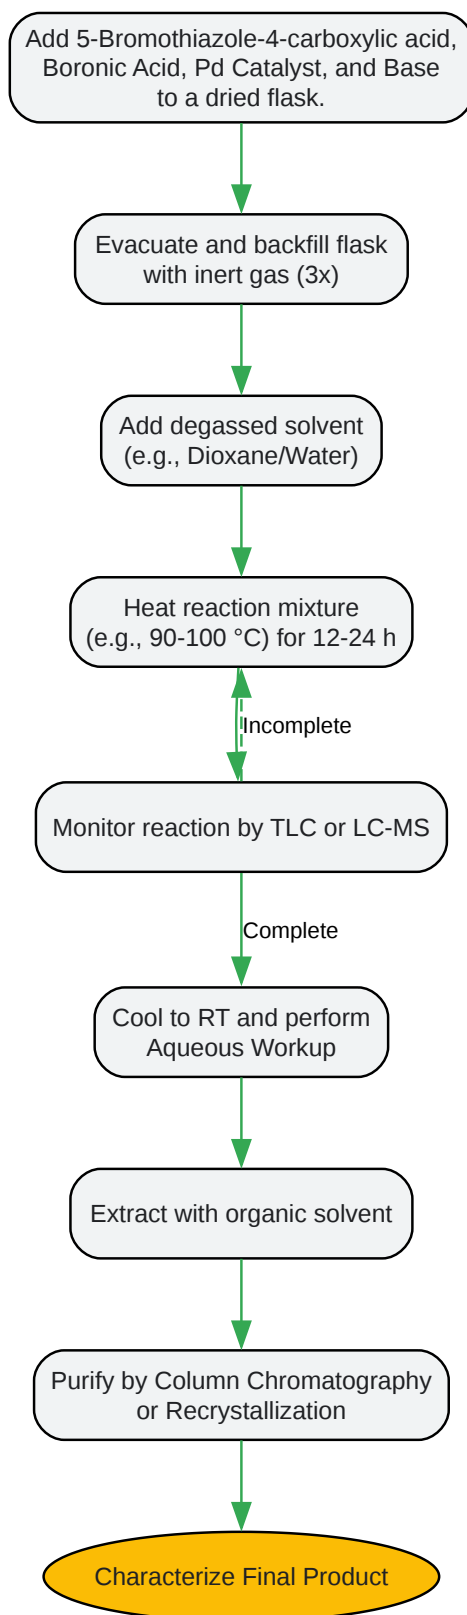 Add 5-Bromothiazole-4-carboxylic acid,
Boronic Acid, Pd Catalyst, and Base
to a dried flask.
Evacuate and backfill flask
with inert gas (3x)
Add degassed solvent
(e.g., Dioxane/Water)
Heat reaction mixture
(e.g., 90-100 °C) for 12-24 h
Incomplete
Monitor reaction by TLC or LC-MS
Complete
Cool to RT and perform
Aqueous Workup
Extract with organic solvent
Purify by Column Chromatography
or Recrystallization
Characterize Final Product